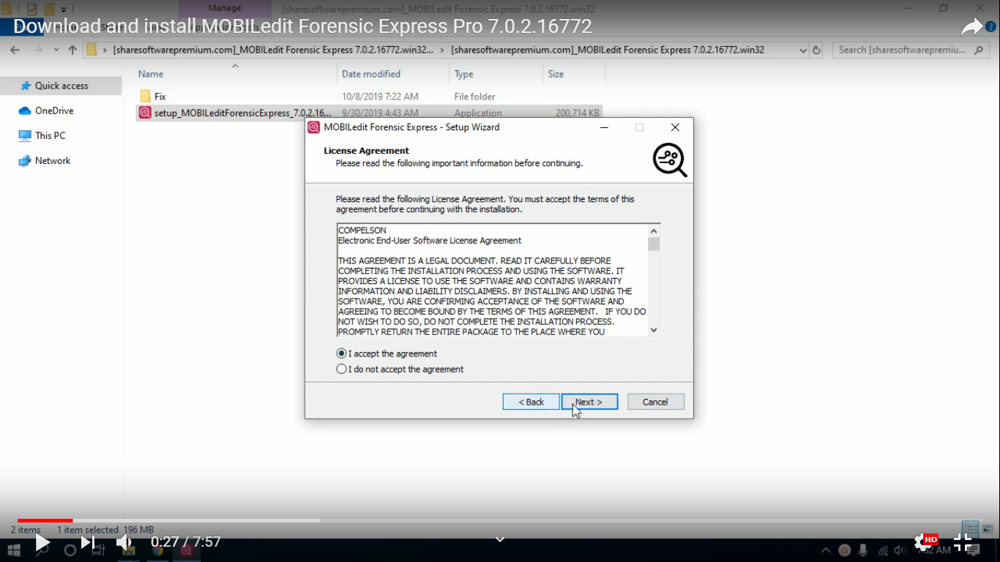 Manage
[sharesoftwarepremium.com]_MOBILedit Forensic Express 7.0.2.16772.win32
Download and install MOBILedit Forensic Express Pro 7.0.2.16772
[sharesoftwarepremium.com]_MOBILedit Forensic Express 7.0.2.16772.win32... > [sharesoftwarepremium.com]_MOBILedit Forensic Express 7.0.2.16772.win32
Search [sharesoftwarepremiu...
Name
Date modified
Type
Size
Quick access
OneDrive
This PC
Network
Fix
10/8/2019 7:22 AM
File folder
setup_MOBILeditForensicExpress_7.0.2.16...
9/30/2019 4:43 AM
Application
200,714 KB
MOBILedit Forensic Express - Setup Wizard
License Agreement
Please read the following important information before continuing.
Please read the following License Agreement. You must accept the terms of this
agreement before continuing with the installation.
COMPELSON
Electronic End-User Software License Agreement
THIS AGREEMENT IS A LEGAL DOCUMENT. READ IT CAREFULLY BEFORE
COMPLETING THE INSTALLATION PROCESS AND USING THE SOFTWARE. IT
PROVIDES A LICENSE TO USE THE SOFTWARE AND CONTAINS WARRANTY
INFORMATION AND LIABILITY DISCLAIMERS. BY INSTALLING AND USING THE
SOFTWARE, YOU ARE CONFIRMING ACCEPTANCE OF THE SOFTWARE AND
AGREEING TO BECOME BOUND BY THE TERMS OF THIS AGREEMENT. IF YOU DO
NOT WISH TO DO SO, DO NOT COMPLETE THE INSTALLATION PROCESS.
PROMPTLY RETURN THE ENTIRE PACKAGE TO THE PLACE WHERE YOU
I accept the agreement
I do not accept the agreement
< Back
Next >
Cancel
2 items
1 item selected 196 MB
0:27 / 7:57
HD
AM